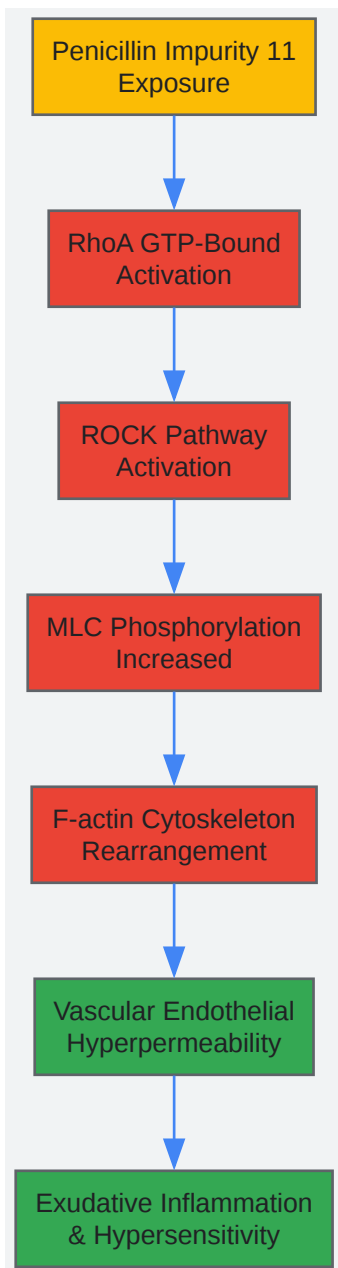 Penicillin Impurity 11
Exposure
RhoA GTP-Bound
Activation
ROCK Pathway
Activation
MLC Phosphorylation
Increased
F-actin Cytoskeleton
Rearrangement
Vascular Endothelial
Hyperpermeability
Exudative Inflammation
& Hypersensitivity